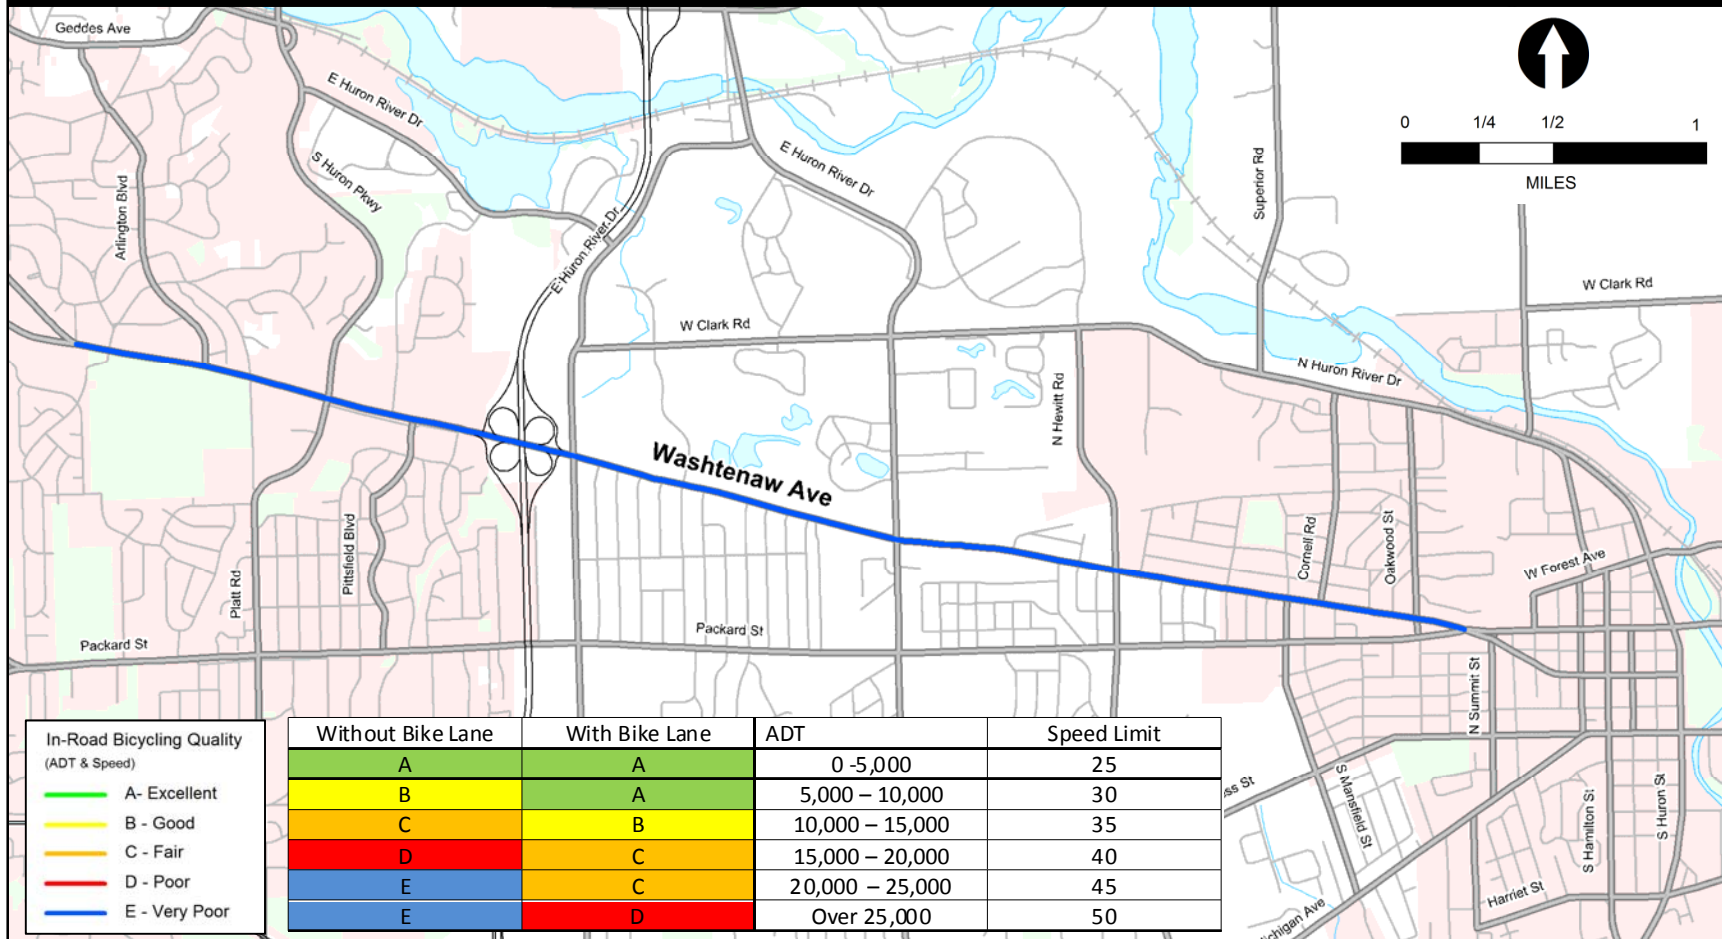 Geddes Ave
E Huron River Dr
S Huron Pkwy
Arlington Blvd
E Huron River Dr
E Huron River Dr
Superior Rd
0 1/4 1/2 1
MILES
W Clark Rd
W Clark Rd
N Huron River Dr
N Hewitt Rd
Washtenaw Ave
Cornell Rd
Oakwood St
W Forest Ave
Platt Rd
Pittsfield Blvd
Packard St
Packard St
N Summit St
S Mansfield St
S Hamilton St
S Huron St
Harriet St
ss St
ichigan Ave
In-Road Bicycling Quality
(ADT & Speed)
A- Excellent
B - Good
C - Fair
D - Poor
E - Very Poor
Without Bike Lane With Bike Lane ADT Speed Limit
A A 0 -5,000 25
B A 5,000 – 10,000 30
C B 10,000 – 15,000 35
D C 15,000 – 20,000 40
E C 20,000 – 25,000 45
E D Over 25,000 50